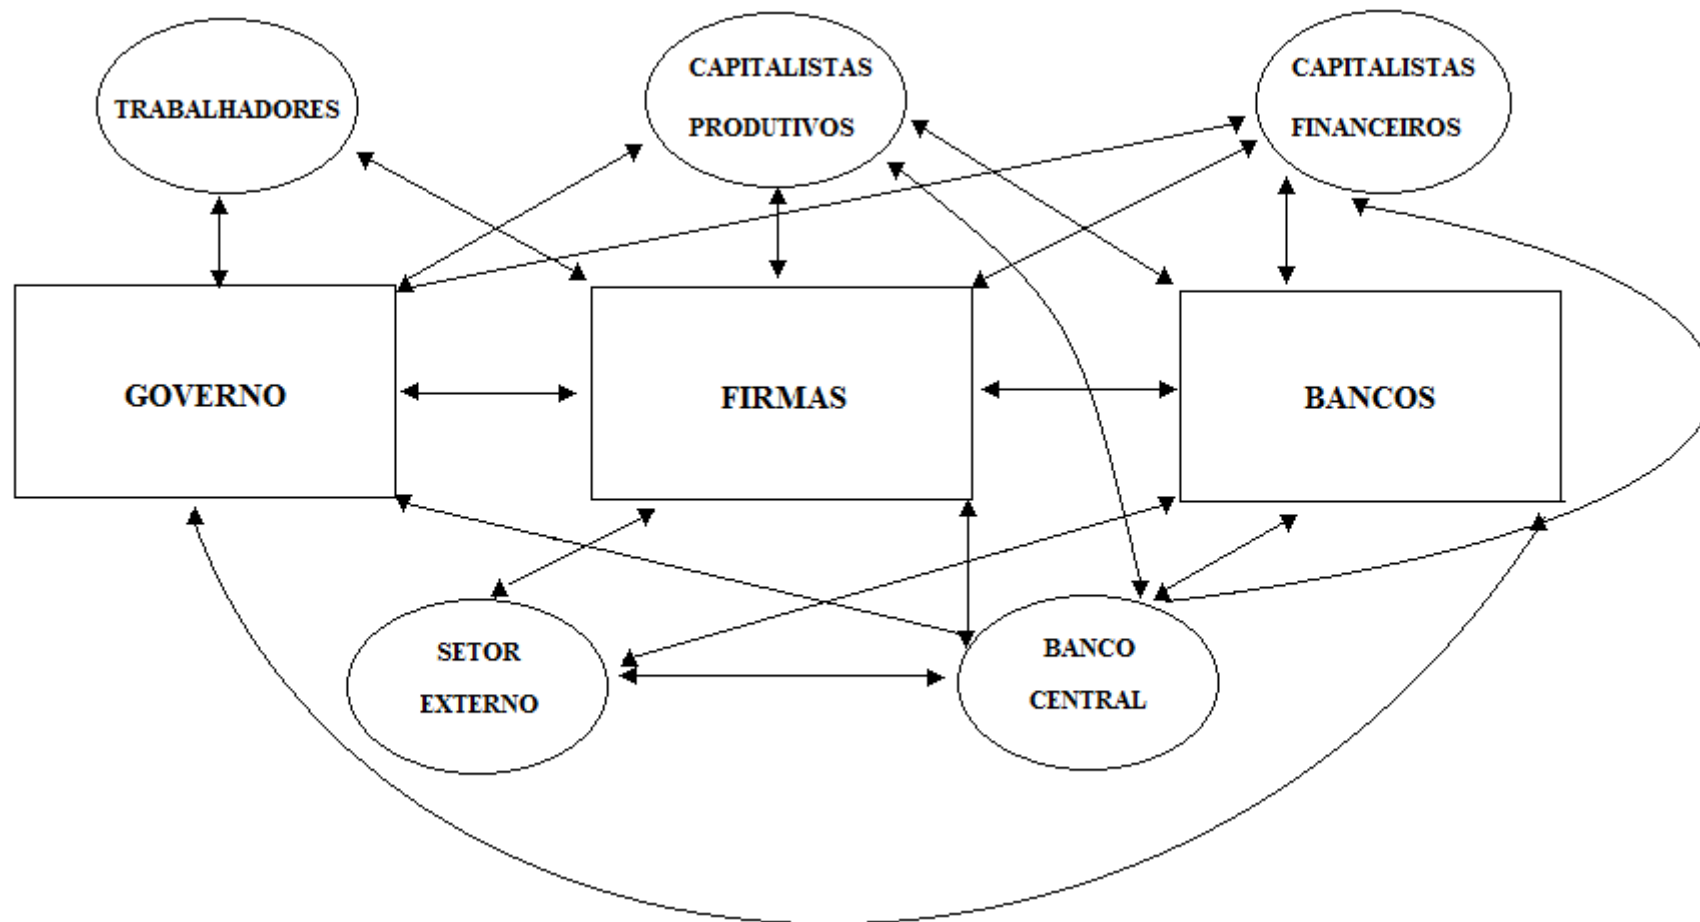 TRABALHADORES
CAPITALISTAS
PRODUTIVOS
CAPITALISTAS
FINANCEIROS
GOVERNO
FIRMAS
BANCOS
SETOR
EXTERNO
BANCO
CENTRAL